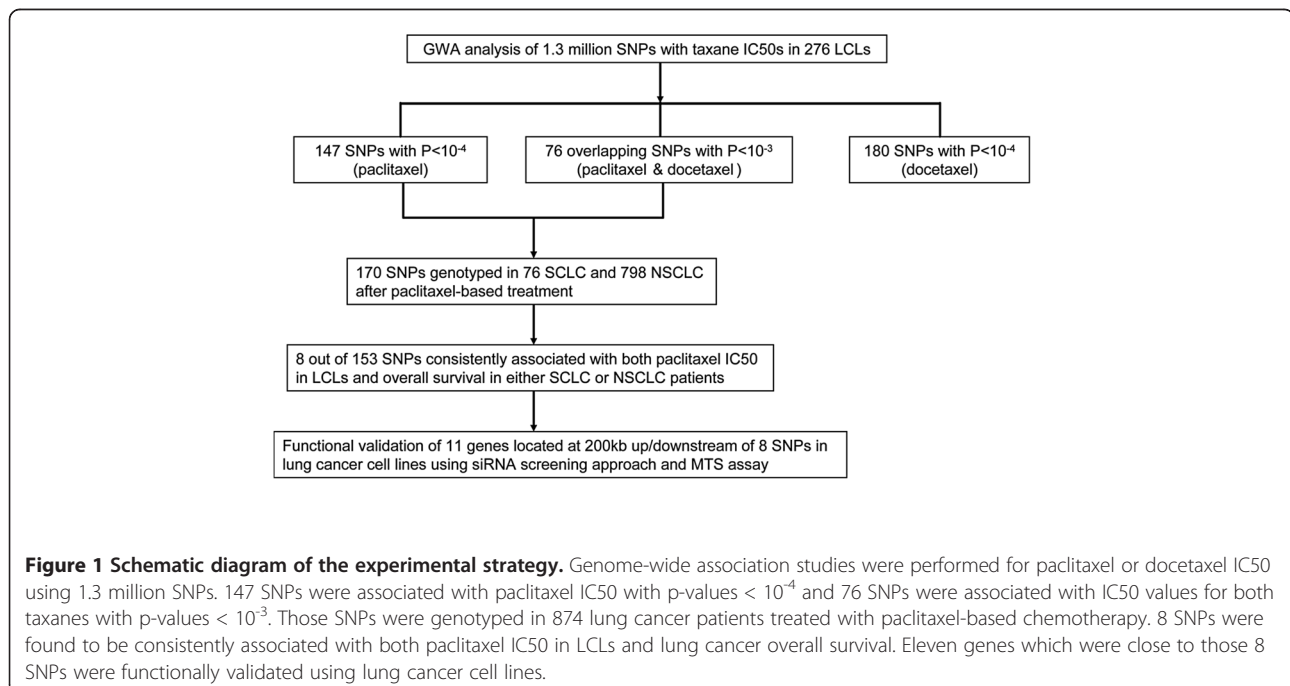 GWA analysis of 1.3 million SNPs with taxane IC50s in 276 LCLs
147 SNPs with P<10-4
(paclitaxel)
76 overlapping SNPs with P<10-3
(paclitaxel & docetaxel )
180 SNPs with P<10-4
(docetaxel)
170 SNPs genotyped in 76 SCLC and 798 NSCLC
after paclitaxel-based treatment
8 out of 153 SNPs consistently associated with both paclitaxel IC50
in LCLs and overall survival in either SCLC or NSCLC patients
Functional validation of 11 genes located at 200kb up/downstream of 8 SNPs in
lung cancer cell lines using siRNA screening approach and MTS assay
Figure 1 Schematic diagram of the experimental strategy. Genome-wide association studies were performed for paclitaxel or docetaxel IC50
using 1.3 million SNPs. 147 SNPs were associated with paclitaxel IC50 with p-values < 10-4 and 76 SNPs were associated with IC50 values for both
taxanes with p-values < 10-3. Those SNPs were genotyped in 874 lung cancer patients treated with paclitaxel-based chemotherapy. 8 SNPs were
found to be consistently associated with both paclitaxel IC50 in LCLs and lung cancer overall survival. Eleven genes which were close to those 8
SNPs were functionally validated using lung cancer cell lines.